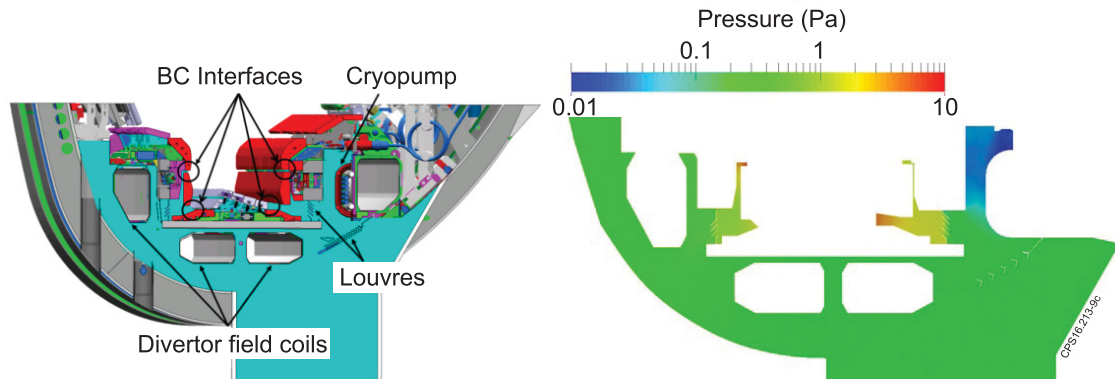 BC Interfaces
Cryopump
Louvres
Divertor field coils
Pressure (Pa)
0.1
1
0.01
10
CPS16.213-9c